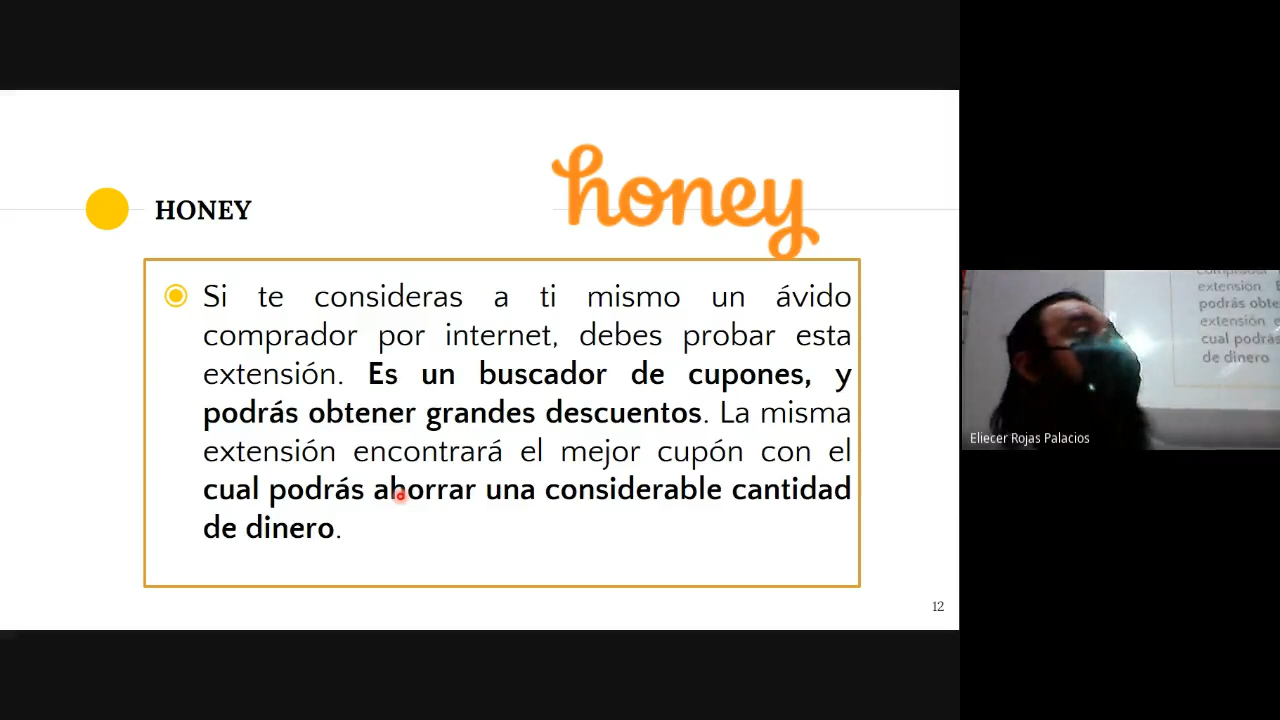 honey
HONEY
Si te consideras a ti mismo un ávido
comprador por internet, debes probar esta
extensión. Es un buscador de cupones, y
podrás obtener grandes descuentos. La misma
extensión encontrará el mejor cupón con el
cual podrás ahorrar una considerable cantidad
de dinero.
12
extensión
podrás obte
extensión e
cual podrás
de dinero
Eliecer Rojas Palacios